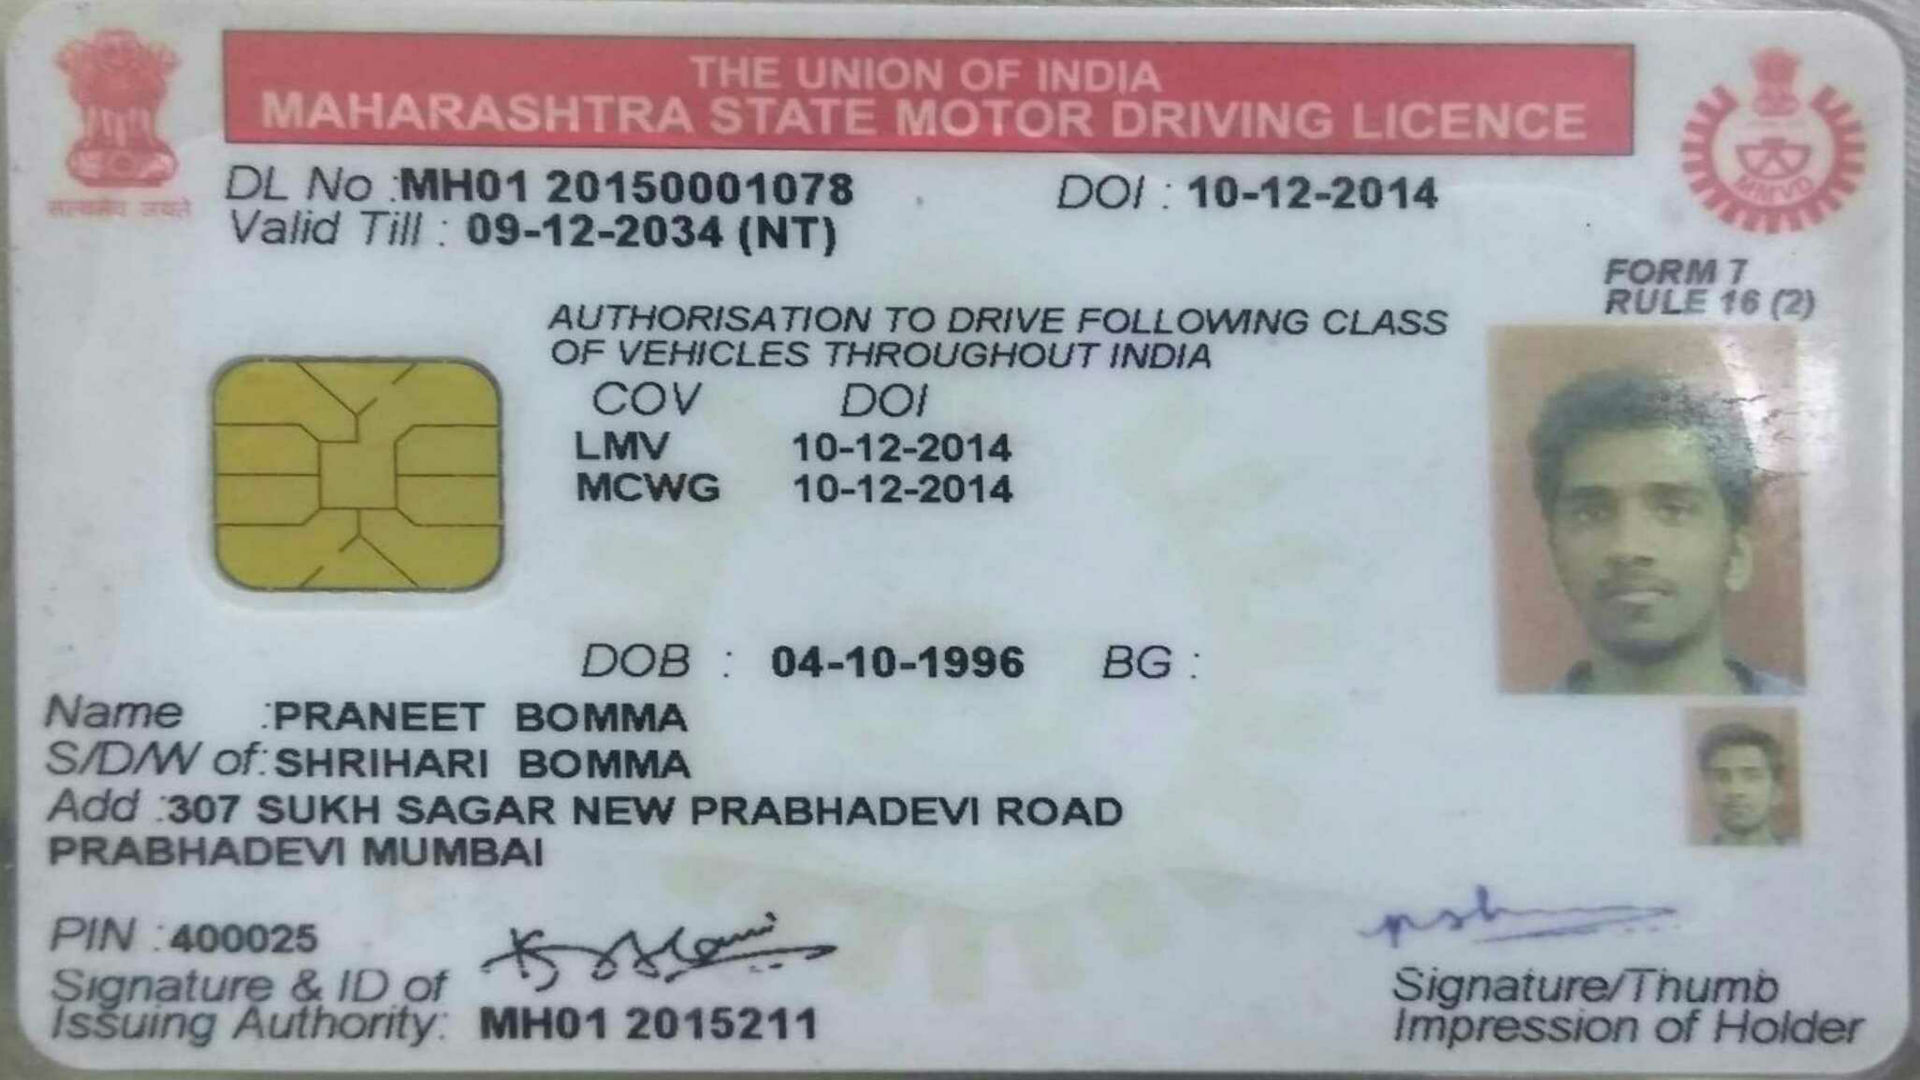 THE UNION OF INDIA
MAHARASHTRA STATE MOTOR DRIVING LICENCE
सत्यमेव जयते
MMVD
DL No :MH01 20150001078 DOI : 10-12-2014
Valid Till : 09-12-2034 (NT)
FORM 7
RULE 16 (2)
AUTHORISATION TO DRIVE FOLLOWING CLASS
OF VEHICLES THROUGHOUT INDIA
COV DOI
LMV 10-12-2014
MCWG 10-12-2014
DOB : 04-10-1996 BG :
Name :PRANEET BOMMA
S/D/W of:SHRIHARI BOMMA
Add :307 SUKH SAGAR NEW PRABHADEVI ROAD
PRABHADEVI MUMBAI
PIN :400025
Signature & ID of
Issuing Authority: MH01 2015211
Signature/Thumb
Impression of Holder